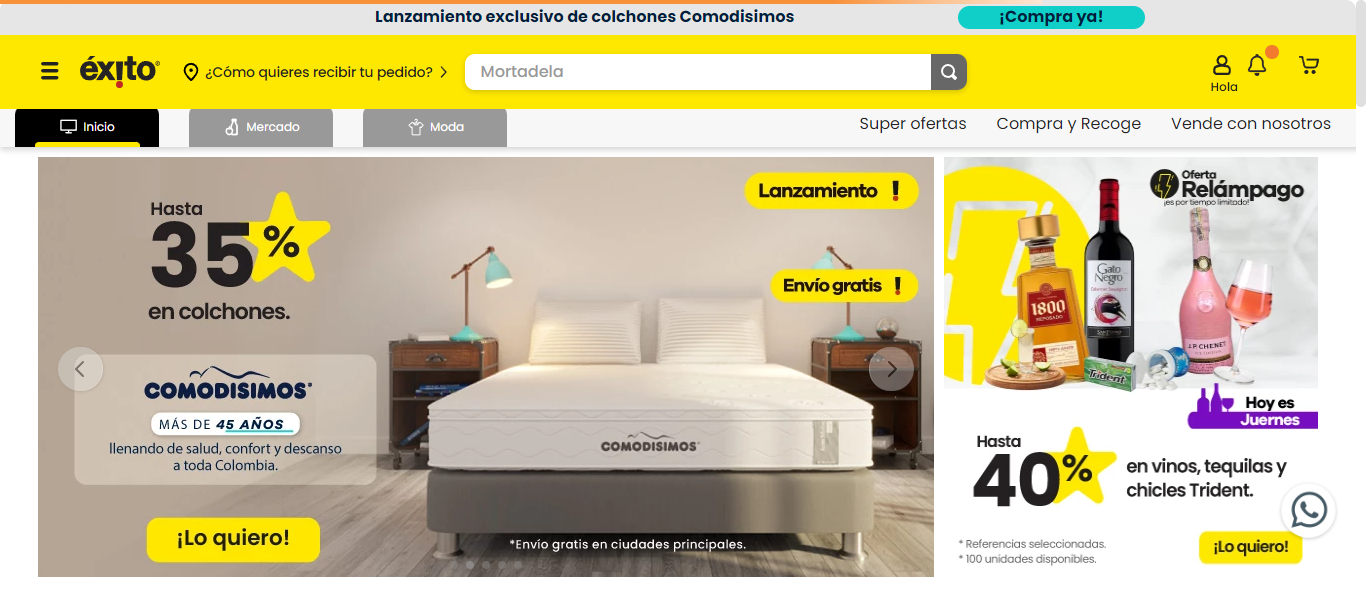 Lanzamiento exclusivo de colchones Comodisimos
¡Compra ya!
éxito
¿Cómo quieres recibir tu pedido?
Mortadela
Hola
Inicio
Mercado
Moda
Super ofertas
Compra y Recoge
Vende con nosotros
Hasta
35%
en colchones.
COMODISIMOS
MÁS DE 45 AÑOS
llenando de salud, confort y descanso
a toda Colombia.
¡Lo quiero!
Lanzamiento !
Envío gratis !
COMODISIMOS
*Envío gratis en ciudades principales.
Oferta
Relámpago
¡es por tiempo limitado!
1800
REPOSADO
Gato
Negro
J.P. CHENET
Trident
Hoy es
Juernes
Hasta
40%
en vinos, tequilas y
chicles Trident.
* Referencias seleccionadas.
* 100 unidades disponibles.
¡Lo quiero!